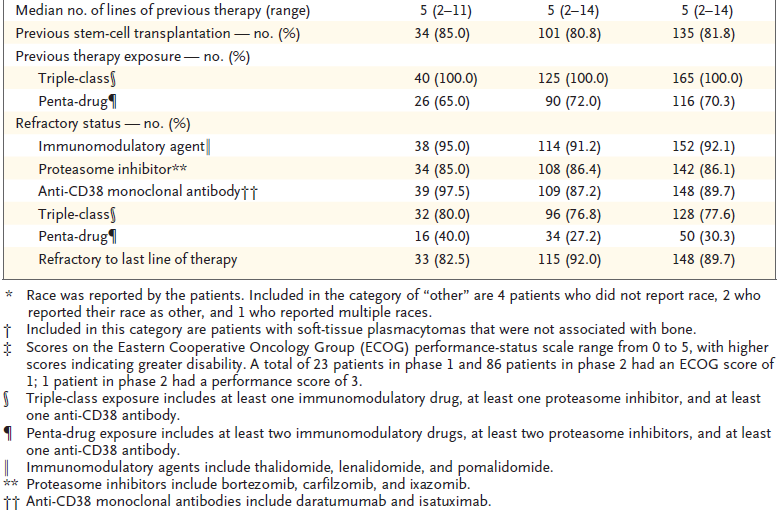 Median no. of lines of previous therapy (range) 5 (2–11) 5 (2–14) 5 (2–14)
Previous stem-cell transplantation — no. (%) 34 (85.0) 101 (80.8) 135 (81.8)
Previous therapy exposure — no. (%)
Triple-class§ 40 (100.0) 125 (100.0) 165 (100.0)
Penta-drug¶ 26 (65.0) 90 (72.0) 116 (70.3)
Refractory status — no. (%)
Immunomodulatory agent‖ 38 (95.0) 114 (91.2) 152 (92.1)
Proteasome inhibitor** 34 (85.0) 108 (86.4) 142 (86.1)
Anti-CD38 monoclonal antibody†† 39 (97.5) 109 (87.2) 148 (89.7)
Triple-class§ 32 (80.0) 96 (76.8) 128 (77.6)
Penta-drug¶ 16 (40.0) 34 (27.2) 50 (30.3)
Refractory to last line of therapy 33 (82.5) 115 (92.0) 148 (89.7)
* Race was reported by the patients. Included in the category of “other” are 4 patients who did not report race, 2 who
reported their race as other, and 1 who reported multiple races.
† Included in this category are patients with soft-tissue plasmacytomas that were not associated with bone.
‡ Scores on the Eastern Cooperative Oncology Group (ECOG) performance-status scale range from 0 to 5, with higher
scores indicating greater disability. A total of 23 patients in phase 1 and 86 patients in phase 2 had an ECOG score of
1; 1 patient in phase 2 had a performance score of 3.
§ Triple-class exposure includes at least one immunomodulatory drug, at least one proteasome inhibitor, and at least
one anti-CD38 antibody.
¶ Penta-drug exposure includes at least two immunomodulatory drugs, at least two proteasome inhibitors, and at least
one anti-CD38 antibody.
‖ Immunomodulatory agents include thalidomide, lenalidomide, and pomalidomide.
** Proteasome inhibitors include bortezomib, carfilzomib, and ixazomib.
†† Anti-CD38 monoclonal antibodies include daratumumab and isatuximab.